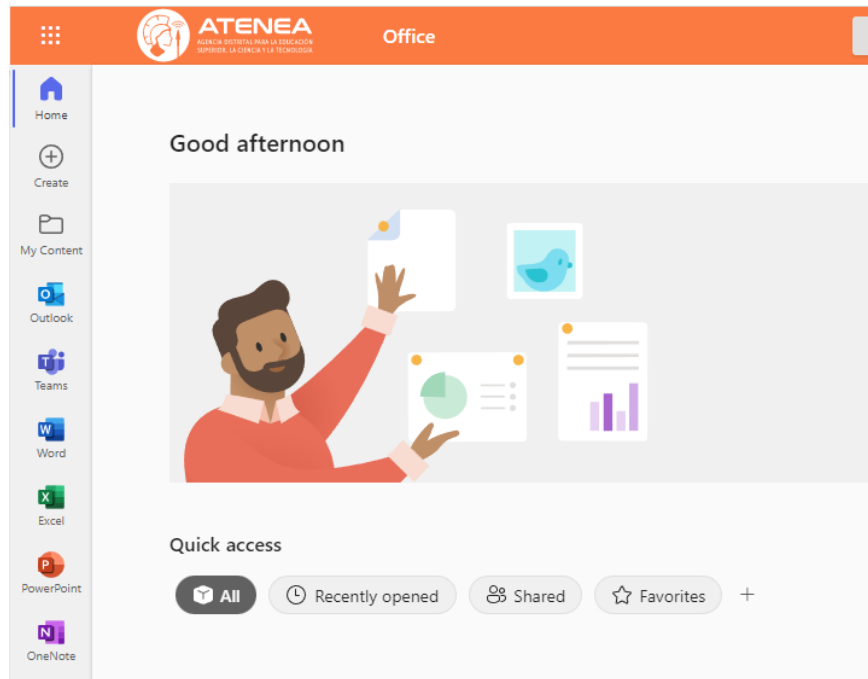 ATENEA
AGENCIA DISTRITAL PARA LA EDUCACIÓN
SUPERIOR, LA CIENCIA Y LA TECNOLOGÍA
Office
Home
Create
My Content
Outlook
Teams
Word
Excel
PowerPoint
OneNote
Good afternoon
Quick access
All
Recently opened
Shared
Favorites